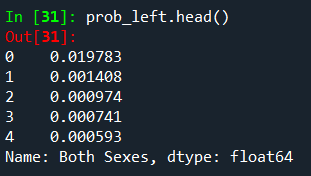 In [31]: prob_left.head()
Out[31]:
0    0.019783
1    0.001408
2    0.000974
3    0.000741
4    0.000593
Name: Both Sexes, dtype: float64